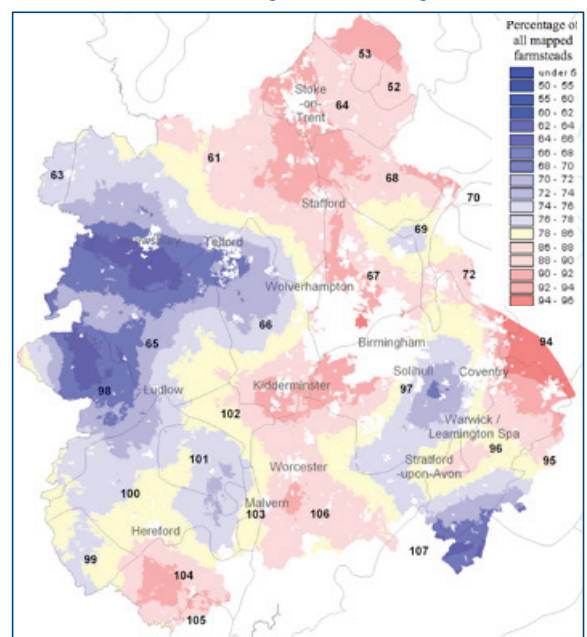 Percentage of
all mapped
farmsteads
50 - 55
55 - 60
60 - 62
62 - 64
64 - 66
66 - 68
68 - 70
70 - 72
72 - 74
74 - 76
76 - 78
78 - 86
86 - 88
88 - 90
90 - 92
92 - 94
94 - 96
53
52
Stoke
-on-
Trent
64
61
63
68
70
Stafford
69
Telford
67
72
Wolverhampton
66
94
65
Birmingham
Solihull
Coventry
98
Ludlow
Kidderminster
97
102
Warwick /
Leamington Spa
96
95
101
Worcester
Stratford
-upon-Avon
100
Malvern
103
106
Hereford
107
99
104
105